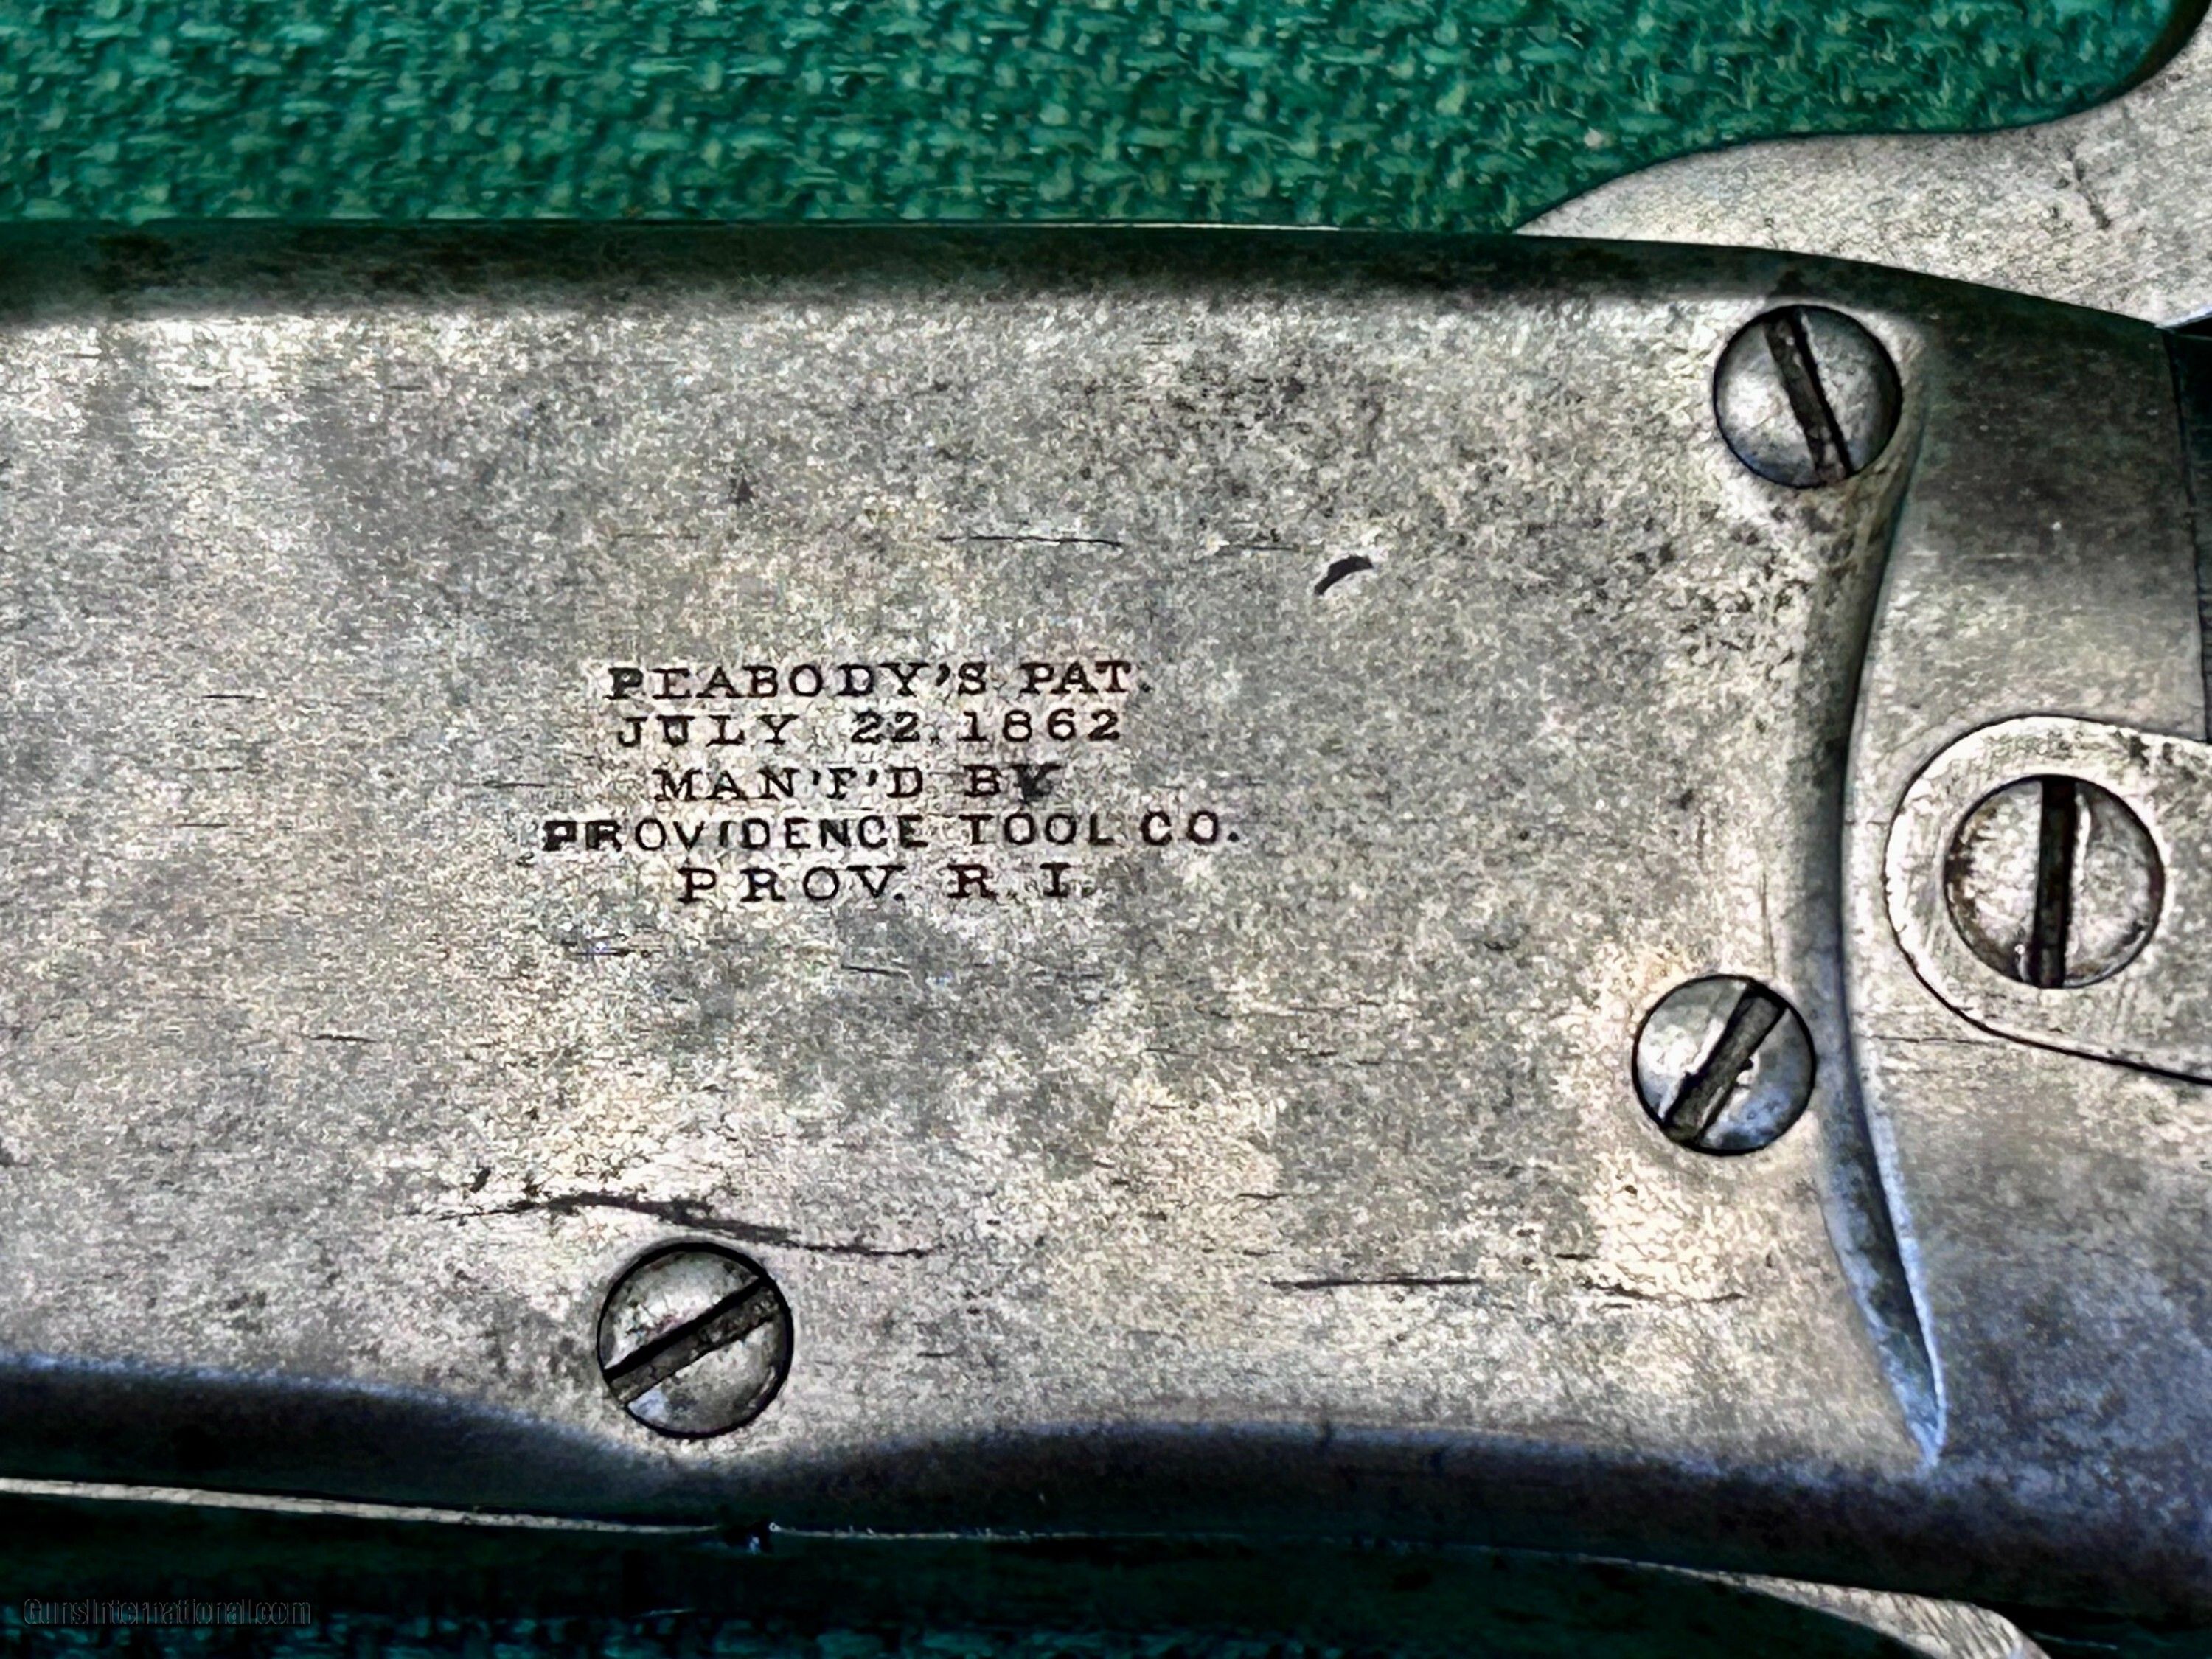 PEABODY'S PAT.
JULY 22. 1862
MAN'F'D BY
PROVIDENCE TOOL CO.
PROV. R. I.
GunsInternational.com